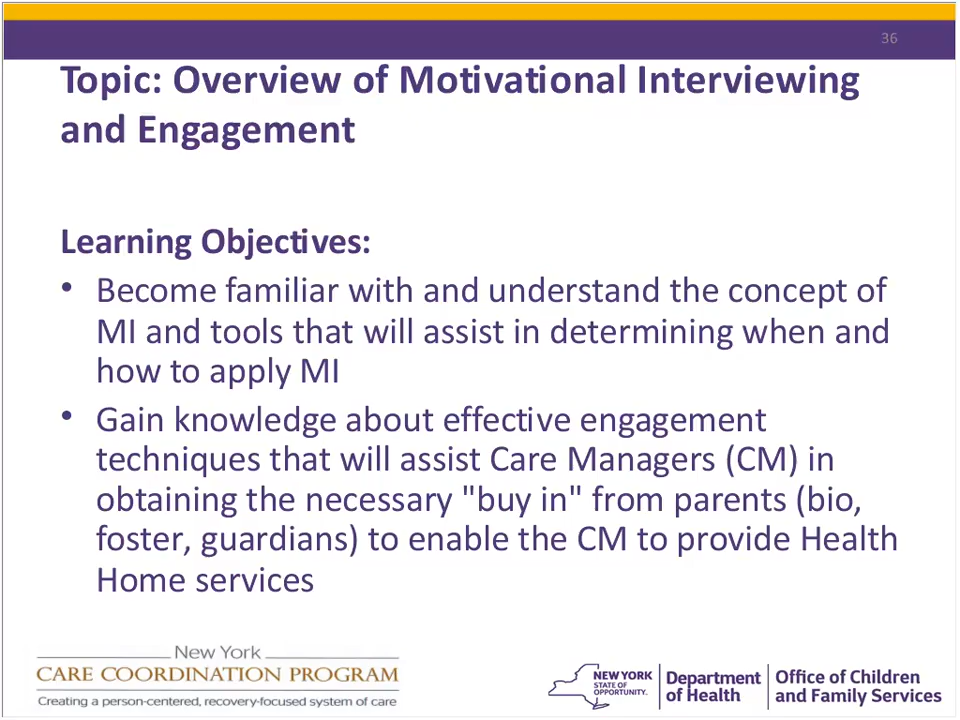 36
Topic: Overview of Motivational Interviewing
and Engagement
Learning Objectives:
• Become familiar with and understand the concept of
MI and tools that will assist in determining when and
how to apply MI
• Gain knowledge about effective engagement
techniques that will assist Care Managers (CM) in
obtaining the necessary "buy in" from parents (bio,
foster, guardians) to enable the CM to provide Health
Home services
New York
CARE COORDINATION PROGRAM
Creating a person-centered, recovery-focused system of care
NEW YORK
STATE OF
OPPORTUNITY.
Department
of Health
Office of Children
and Family Services